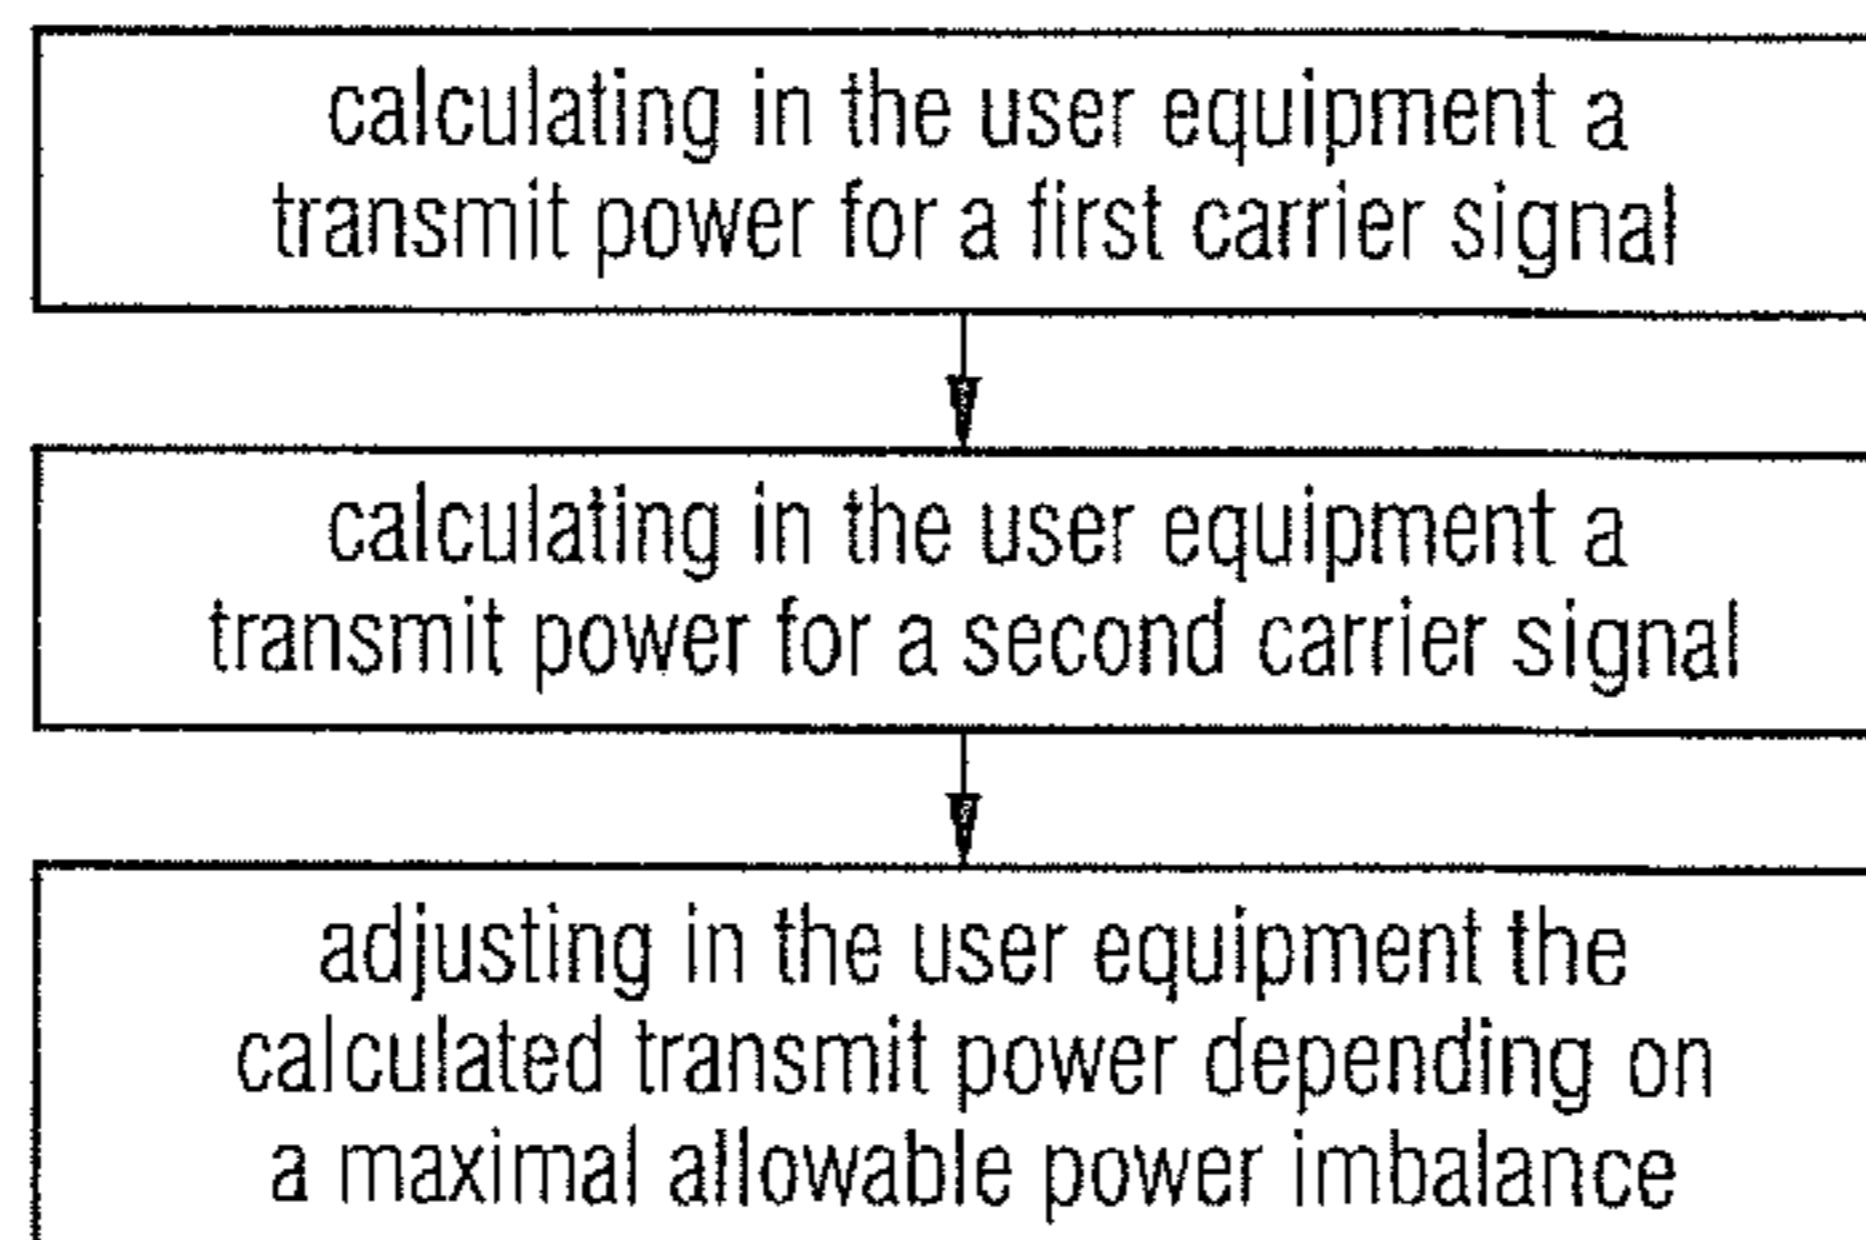 calculating in the user equipment a
transmit power for a first carrier signal
calculating in the user equipment a
transmit power for a second carrier signal
adjusting in the user equipment the
calculated transmit power depending on
a maximal allowable power imbalance